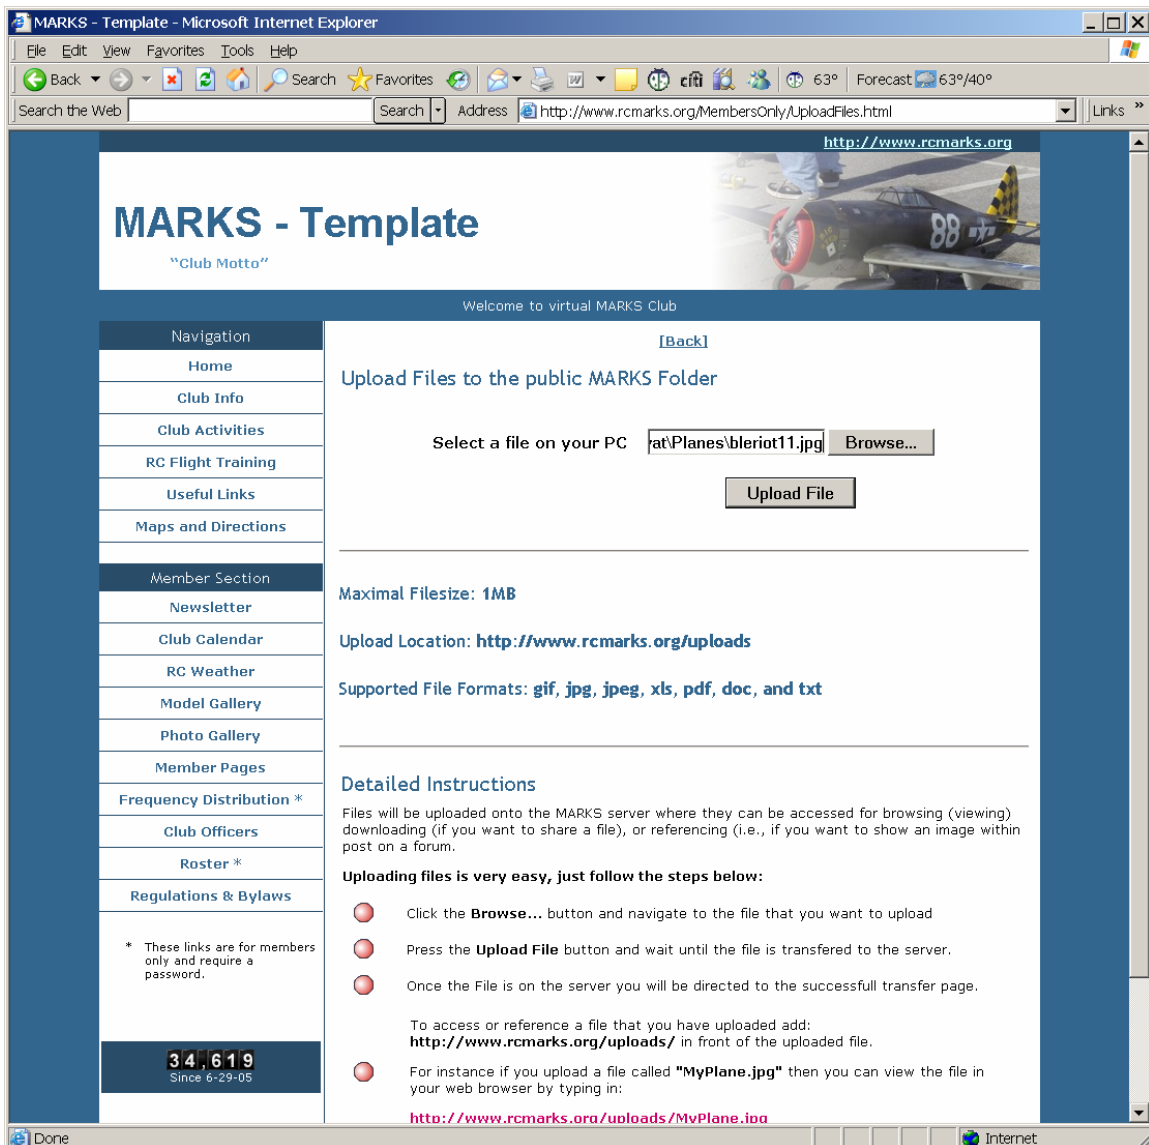 MARKS - Template - Microsoft Internet Explorer
File Edit View Favorites Tools Help
Back Search Favorites 63° Forecast 63°/40°
Search the Web Search Address http://www.rcmarks.org/MembersOnly/UploadFiles.html Links »
http://www.rcmarks.org
MARKS - Template
"Club Motto"
88
Welcome to virtual MARKS Club
Navigation
Home
Club Info
Club Activities
RC Flight Training
Useful Links
Maps and Directions
Member Section
Newsletter
Club Calendar
RC Weather
Model Gallery
Photo Gallery
Member Pages
Frequency Distribution *
Club Officers
Roster *
Regulations & Bylaws
* These links are for members
only and require a
password.
34,619
Since 6-29-05
[Back]
Upload Files to the public MARKS Folder
Select a file on your PC at\Planes\bleriot11.jpg Browse...
Upload File
Maximal Filesize: 1MB
Upload Location: http://www.rcmarks.org/uploads
Supported File Formats: gif, jpg, jpeg, xls, pdf, doc, and txt
Detailed Instructions
Files will be uploaded onto the MARKS server where they can be accessed for browsing (viewing)
downloading (if you want to share a file), or referencing (i.e., if you want to show an image within
post on a forum.
Uploading files is very easy, just follow the steps below:
Click the Browse... button and navigate to the file that you want to upload
Press the Upload File button and wait until the file is transfered to the server.
Once the File is on the server you will be directed to the successfull transfer page.
To access or reference a file that you have uploaded add:
http://www.rcmarks.org/uploads/ in front of the uploaded file.
For instance if you upload a file called "MyPlane.jpg" then you can view the file in
your web browser by typing in:
http://www.rcmarks.org/uploads/MyPlane.jpg
Done Internet